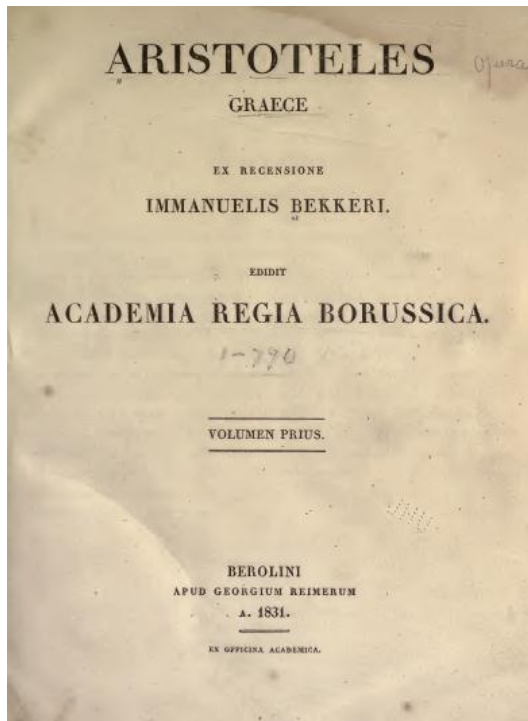 ARISTOTELES
Opera
GRAECE
EX RECENSIONE
IMMANUELIS BEKKERI.
EDIDIT
ACADEMIA REGIA BORUSSICA.
1-790
VOLUMEN PRIUS.
BEROLINI
APUD GEORGIUM REIMERUM
A. 1831.
EX OFFICINA ACADEMICA.